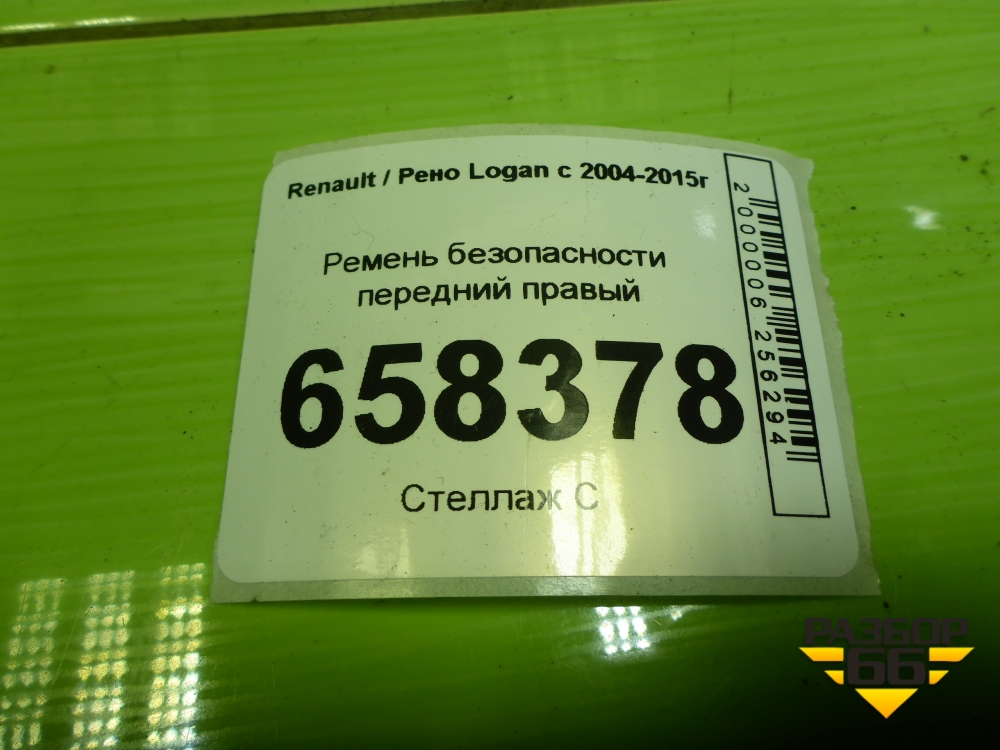 Renault / Рено Logan с 2004-2015г
Ремень безопасности
передний правый
658378
Стеллаж С
2000006256294
РАЗБОР
66